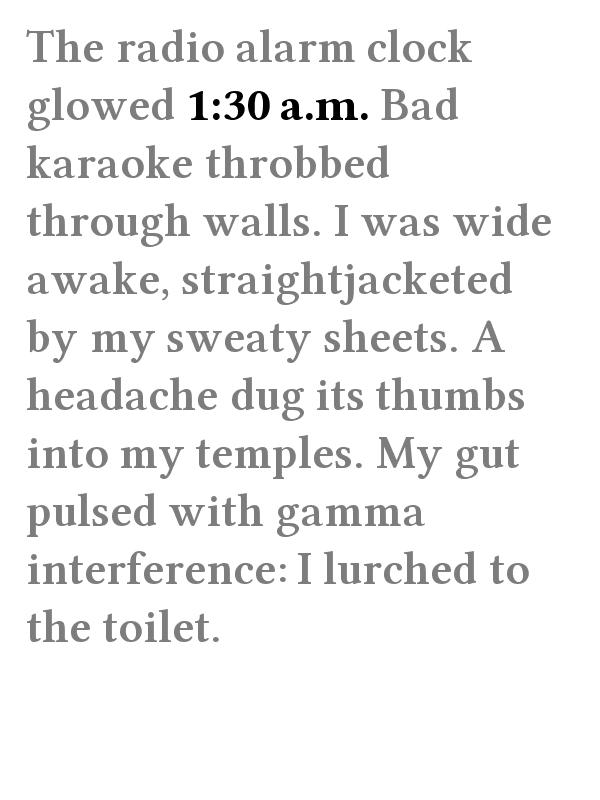 The radio alarm clock
glowed 1:30 a.m. Bad
karaoke throbbed
through walls. I was wide
awake, straightjacketed
by my sweaty sheets. A
headache dug its thumbs
into my temples. My gut
pulsed with gamma
interference: I lurched to
the toilet.